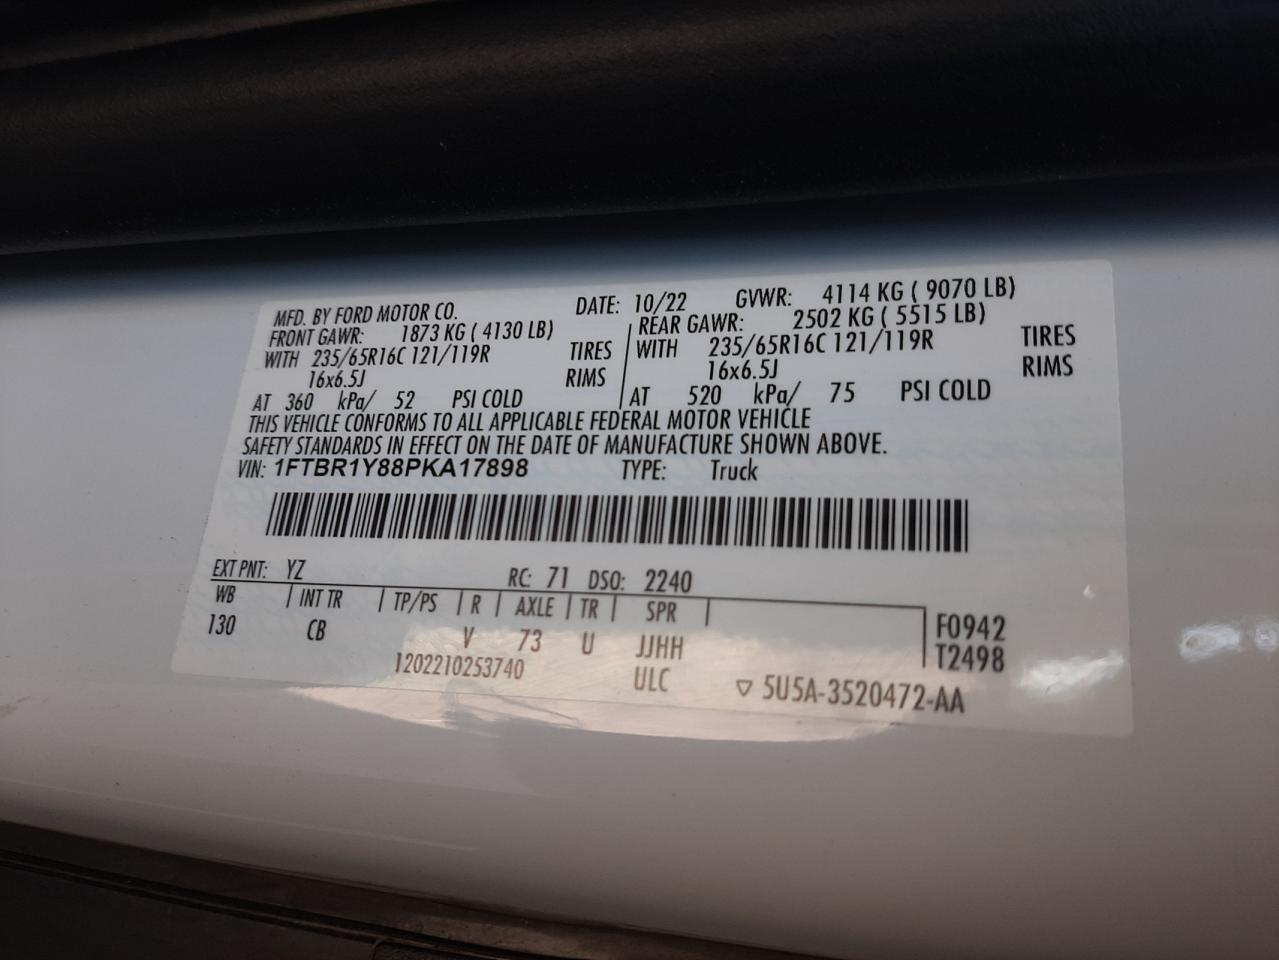 MFD. BY FORD MOTOR CO. DATE: 10/22 GVWR: 4114 KG ( 9070 LB)
FRONT GAWR: 1873 KG ( 4130 LB) REAR GAWR: 2502 KG ( 5515 LB)
WITH 235/65R16C 121/119R TIRES WITH 235/65R16C 121/119R TIRES
16x6.5J RIMS 16x6.5J RIMS
AT 360 kPa/ 52 PSI COLD AT 520 kPa/ 75 PSI COLD
THIS VEHICLE CONFORMS TO ALL APPLICABLE FEDERAL MOTOR VEHICLE
SAFETY STANDARDS IN EFFECT ON THE DATE OF MANUFACTURE SHOWN ABOVE.
VIN: 1FTBR1Y88PKA17898 TYPE: Truck
EXT PNT: YZ RC: 71 DSO: 2240
WB INT TR TP/PS R AXLE TR SPR F0942
130 CB V 73 U JJHH T2498
1202210253740 ULC ▽ 5U5A-3520472-AA